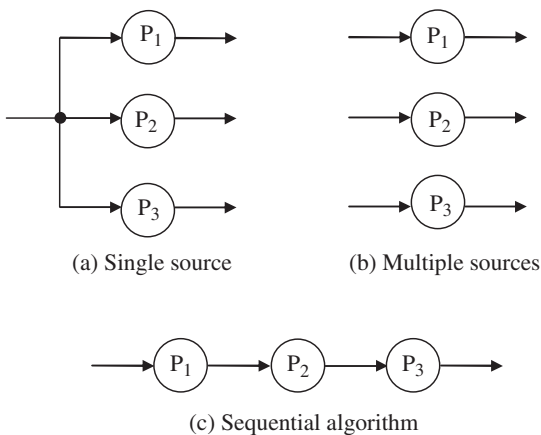 P1
P2
P3
(a) Single source
P1
P2
P3
(b) Multiple sources
P1 P2 P3
(c) Sequential algorithm